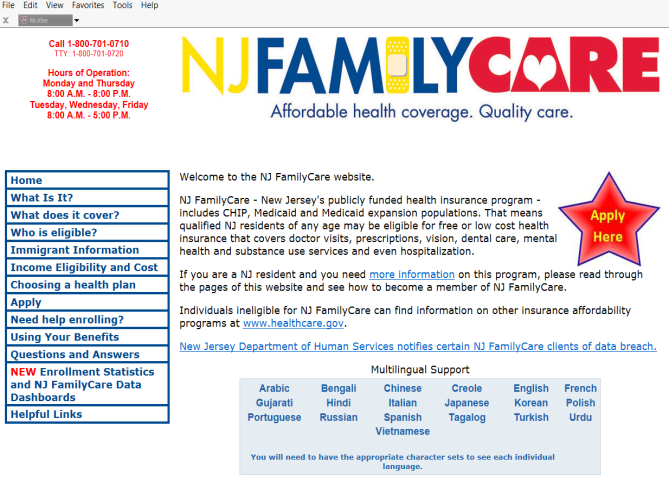 File Edit View Favorites Tools Help
x McAfee
Call 1-800-701-0710
TTY: 1-800-701-0720
Hours of Operation:
Monday and Thursday
8:00 A.M. - 8:00 P.M.
Tuesday, Wednesday, Friday
8:00 A.M. - 5:00 P.M.
NJFAMILYCARE
Affordable health coverage. Quality care.
Home
What Is It?
What does it cover?
Who is eligible?
Immigrant Information
Income Eligibility and Cost
Choosing a health plan
Apply
Need help enrolling?
Using Your Benefits
Questions and Answers
NEW Enrollment Statistics
and NJ FamilyCare Data
Dashboards
Helpful Links
Welcome to the NJ FamilyCare website.
NJ FamilyCare - New Jersey's publicly funded health insurance program -
includes CHIP, Medicaid and Medicaid expansion populations. That means
qualified NJ residents of any age may be eligible for free or low cost health
insurance that covers doctor visits, prescriptions, vision, dental care, mental
health and substance use services and even hospitalization.
Apply
Here
If you are a NJ resident and you need more information on this program, please read through
the pages of this website and see how to become a member of NJ FamilyCare.
Individuals ineligible for NJ FamilyCare can find information on other insurance affordability
programs at www.healthcare.gov.
New Jersey Department of Human Services notifies certain NJ FamilyCare clients of data breach.
Multilingual Support
Arabic Bengali Chinese Creole English French
Gujarati Hindi Italian Japanese Korean Polish
Portuguese Russian Spanish Tagalog Turkish Urdu
Vietnamese
You will need to have the appropriate character sets to see each individual
language.